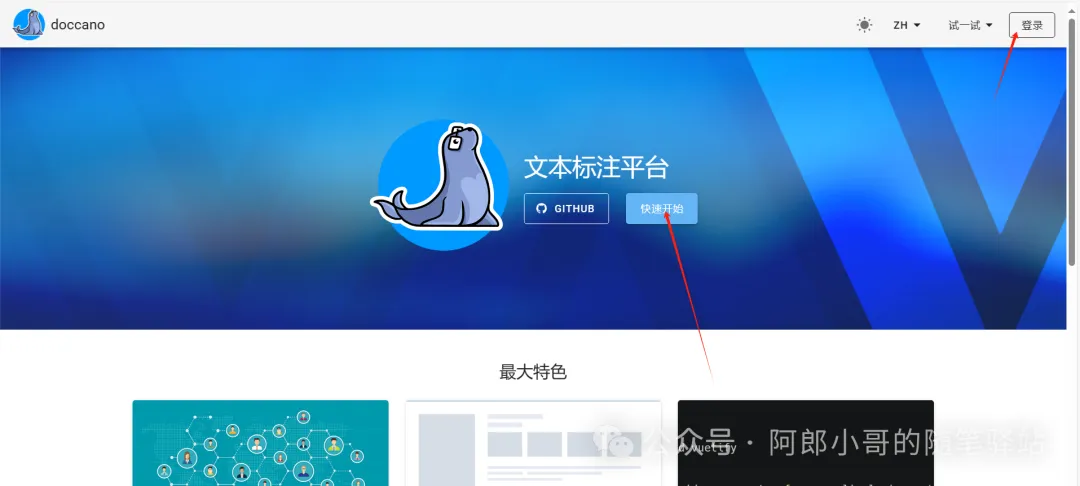 doccano
ZH
试一试
登录
文本标注平台
GITHUB
快速开始
最大特色
公众号 · 阿郎小哥的随笔驿站